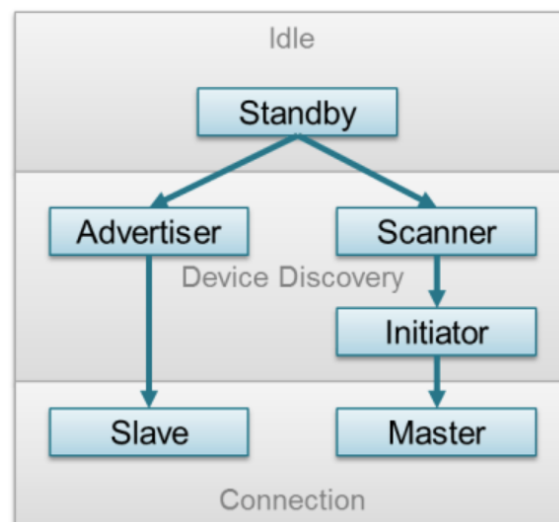 Idle
Standby
Advertiser
Scanner
Device Discovery
Initiator
Slave
Master
Connection